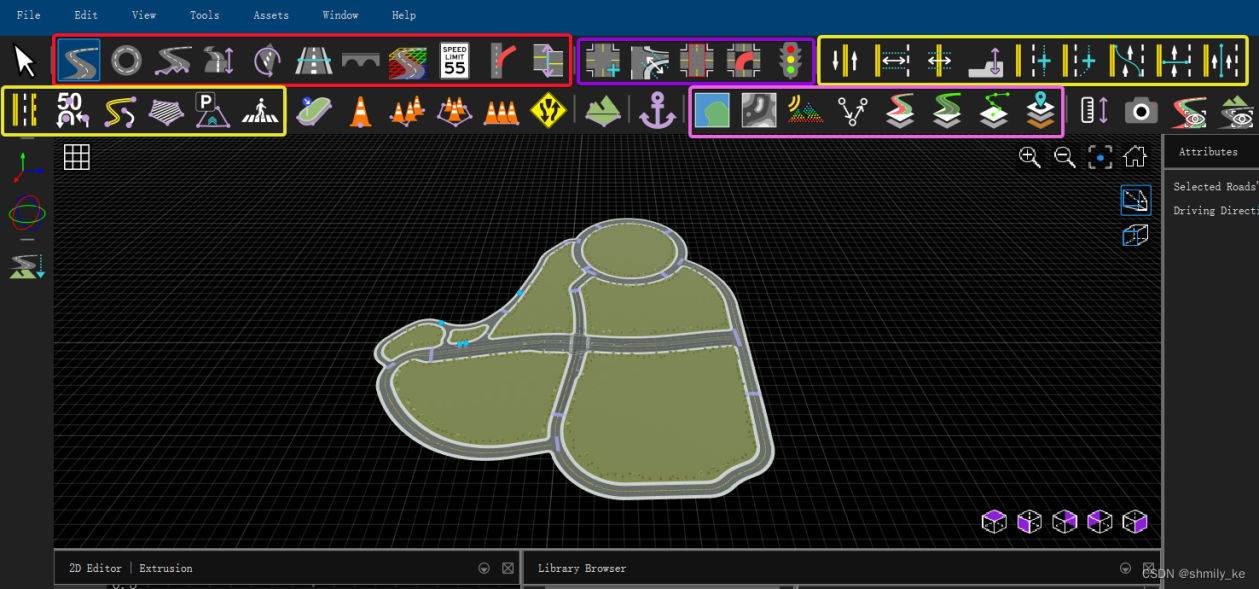 File Edit View Tools Assets Window Help
SPEED
LIMIT
55
50
P
Attributes
Selected Roads'
Driving Directi
2D Editor | Extrusion
Library Browser
CSDN @shmily_ke